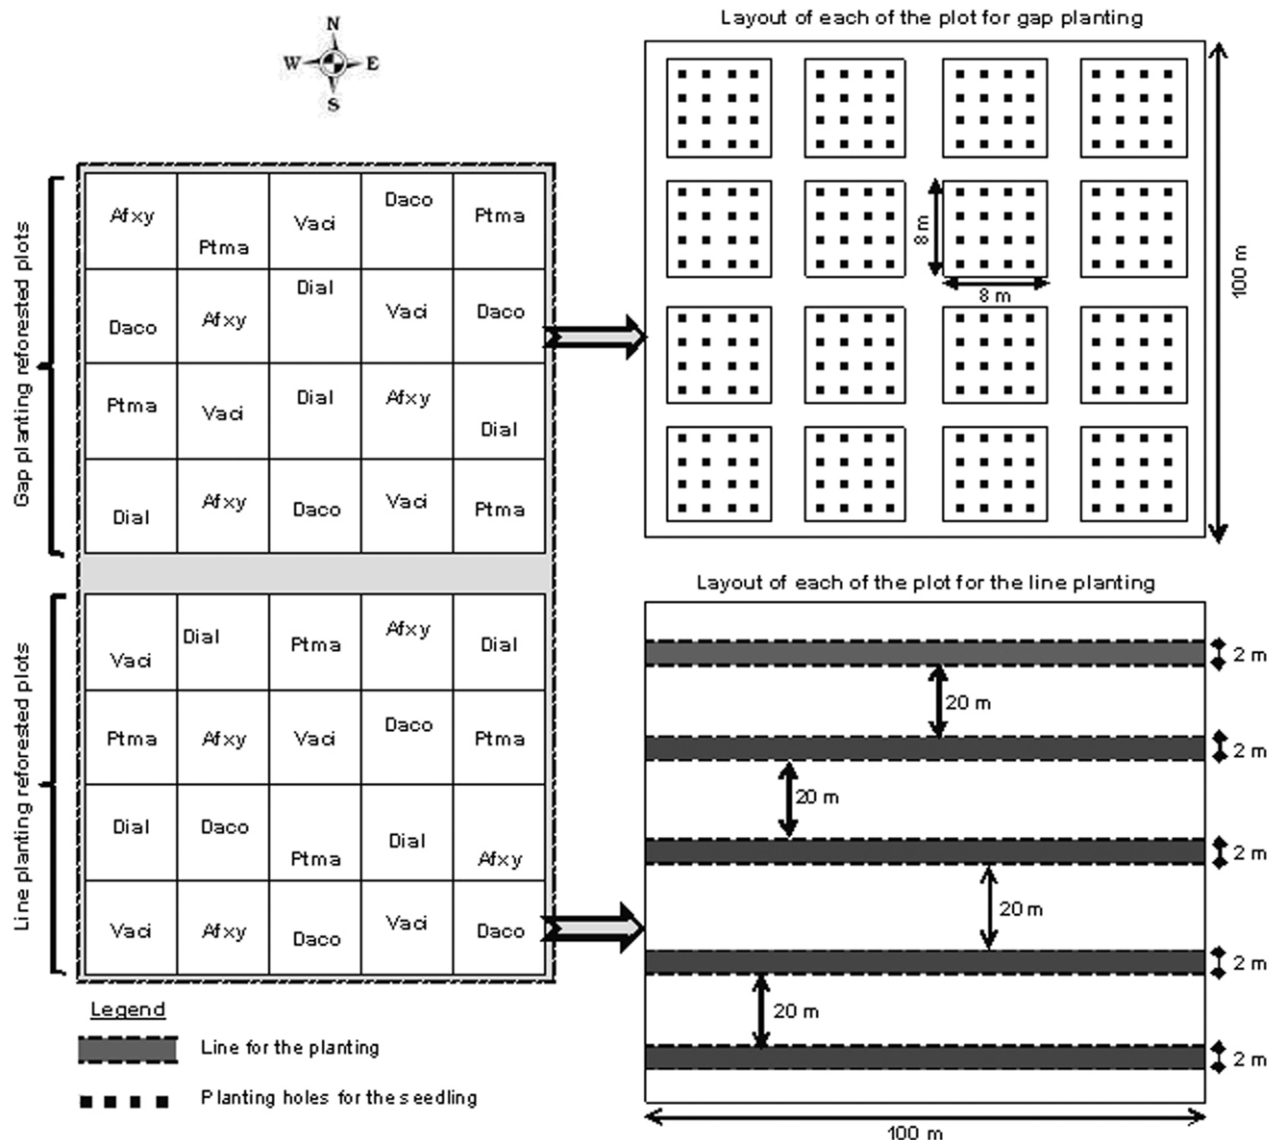 Layout of each of the plot for gap planting
N
W E
S
Gap planting reforested plots
Afxy Ptma Vaci Daco Ptma
Daco Afxy Dial Vaci Daco
Ptma Vaci Dial Afxy Dial
Dial Afxy Daco Vaci Ptma
8 m
8 m
100 m
Layout of each of the plot for the line planting
Line planting reforested plots
Vaci Dial Ptma Afxy Dial
Ptma Afxy Vaci Daco Ptma
Dial Daco Ptma Dial Afxy
Vaci Afxy Daco Vaci Daco
2 m
20 m
2 m
20 m
2 m
20 m
2 m
20 m
2 m
100 m
Legend
Line for the planting
Planting holes for the seedling